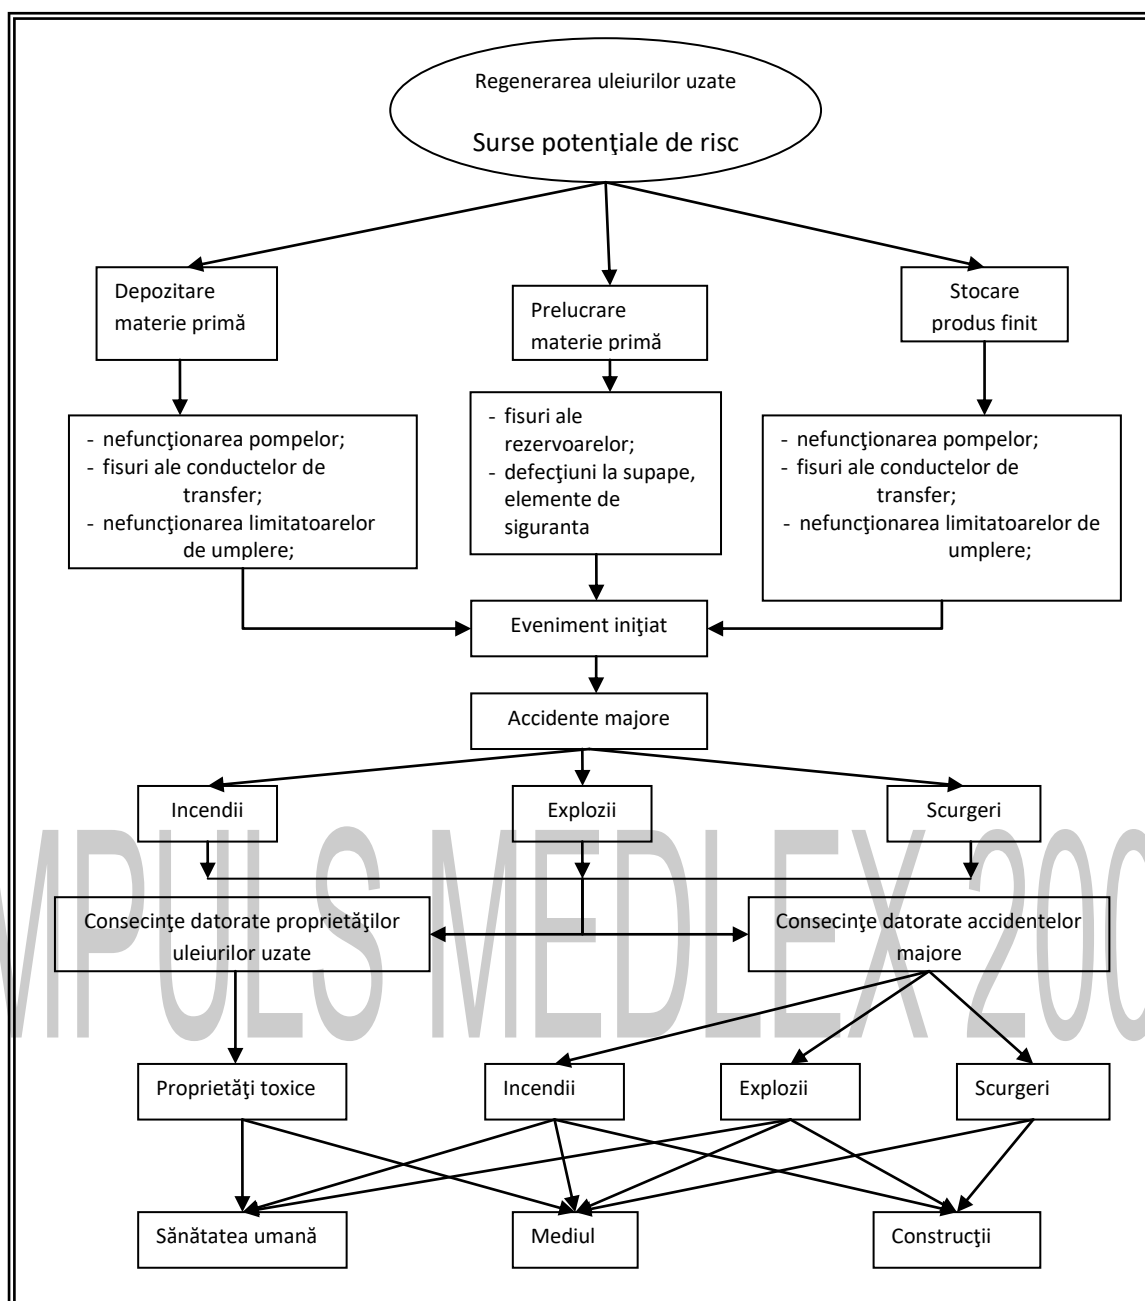 Regenerarea uleiurilor uzate
Surse potenţiale de risc
Depozitare
materie primă
Prelucrare
materie primă
Stocare
produs finit
- nefuncţionarea pompelor;
- fisuri ale conductelor de
transfer;
- nefuncţionarea limitatoarelor
de umplere;
- fisuri ale
rezervoarelor;
- defecţiuni la supape,
elemente de
siguranta
- nefuncţionarea pompelor;
- fisuri ale conductelor de
transfer;
- nefuncţionarea limitatoarelor de
umplere;
Eveniment iniţiat
Accidente majore
Incendii
Explozii
Scurgeri
MPULS MEDLEX 200
Consecinţe datorate proprietăţilor
uleiurilor uzate
Consecinţe datorate accidentelor
majore
Proprietăţi toxice
Incendii
Explozii
Scurgeri
Sănătatea umană
Mediul
Construcţii